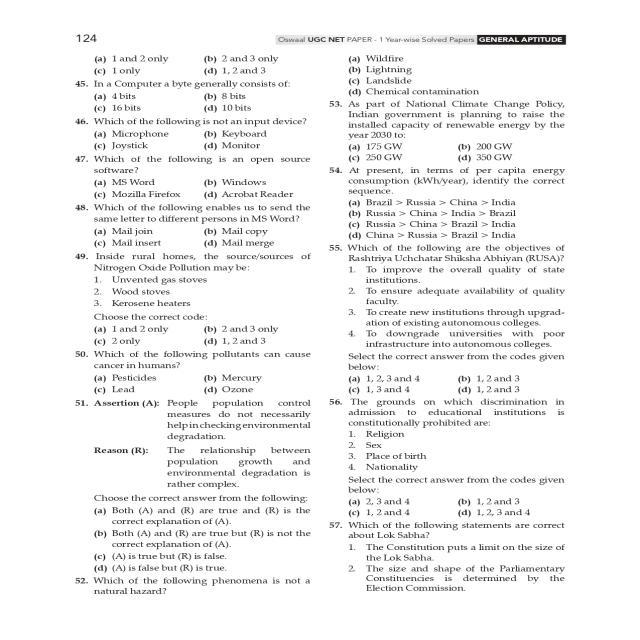 124
Oswaal UGC NET PAPER - 1 Year-wise Solved Papers GENERAL APTITUDE
(a) 1 and 2 only (b) 2 and 3 only
(c) 1 only (d) 1, 2 and 3
45. In a Computer a byte generally consists of:
(a) 4 bits (b) 8 bits
(c) 16 bits (d) 10 bits
46. Which of the following is not an input device?
(a) Microphone (b) Keyboard
(c) Joystick (d) Monitor
47. Which of the following is an open source
software?
(a) MS Word (b) Windows
(c) Mozilla Firefox (d) Acrobat Reader
48. Which of the following enables us to send the
same letter to different persons in MS Word?
(a) Mail join (b) Mail copy
(c) Mail insert (d) Mail merge
49. Inside rural homes, the source/sources of
Nitrogen Oxide Pollution may be:
1. Unvented gas stoves
2. Wood stoves
3. Kerosene heaters
Choose the correct code:
(a) 1 and 2 only (b) 2 and 3 only
(c) 2 only (d) 1, 2 and 3
50. Which of the following pollutants can cause
cancer in humans?
(a) Pesticides (b) Mercury
(c) Lead (d) Ozone
51. Assertion (A): People population control
measures do not necessarily
help in checking environmental
degradation.
Reason (R): The relationship between
population growth and
environmental degradation is
rather complex.
Choose the correct answer from the following:
(a) Both (A) and (R) are true and (R) is the
correct explanation of (A).
(b) Both (A) and (R) are true but (R) is not the
correct explanation of (A).
(c) (A) is true but (R) is false.
(d) (A) is false but (R) is true.
52. Which of the following phenomena is not a
natural hazard?
(a) Wildfire
(b) Lightning
(c) Landslide
(d) Chemical contamination
53. As part of National Climate Change Policy,
Indian government is planning to raise the
installed capacity of renewable energy by the
year 2030 to:
(a) 175 GW (b) 200 GW
(c) 250 GW (d) 350 GW
54. At present, in terms of per capita energy
consumption (kWh/year), identify the correct
sequence.
(a) Brazil > Russia > China > India
(b) Russia > China > India > Brazil
(c) Russia > China > Brazil > India
(d) China > Russia > Brazil > India
55. Which of the following are the objectives of
Rashtriya Uchchatar Shiksha Abhiyan (RUSA)?
1. To improve the overall quality of state
institutions.
2. To ensure adequate availability of quality
faculty.
3. To create new institutions through upgrad-
ation of existing autonomous colleges.
4. To downgrade universities with poor
infrastructure into autonomous colleges.
Select the correct answer from the codes given
below:
(a) 1, 2, 3 and 4 (b) 1, 2 and 3
(c) 1, 3 and 4 (d) 1, 2 and 3
56. The grounds on which discrimination in
admission to educational institutions is
constitutionally prohibited are:
1. Religion
2. Sex
3. Place of birth
4. Nationality
Select the correct answer from the codes given
below:
(a) 2, 3 and 4 (b) 1, 2 and 3
(c) 1, 2 and 4 (d) 1, 2, 3 and 4
57. Which of the following statements are correct
about Lok Sabha?
1. The Constitution puts a limit on the size of
the Lok Sabha.
2. The size and shape of the Parliamentary
Constituencies is determined by the
Election Commission.